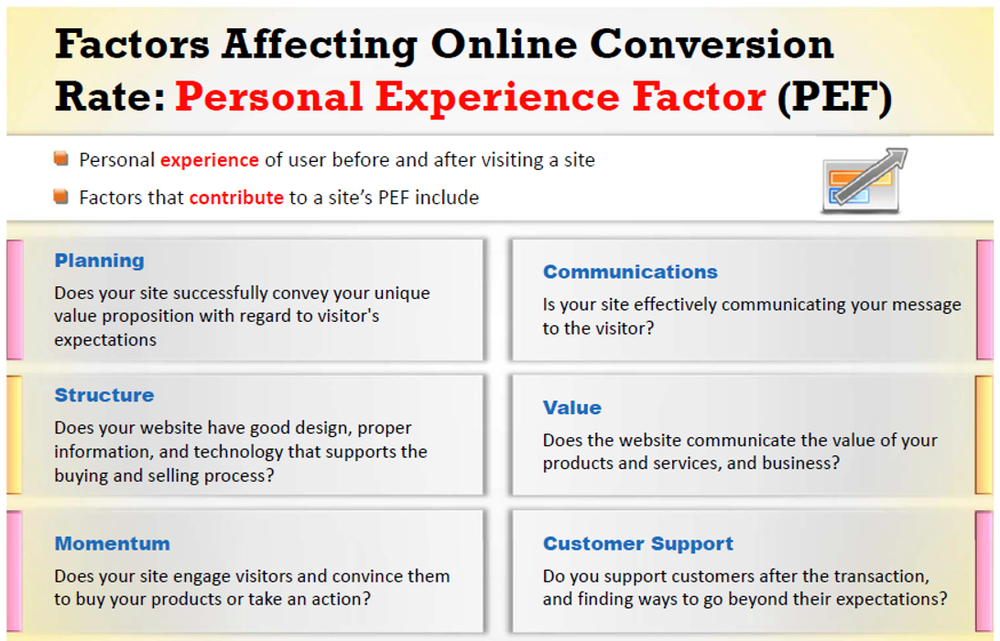 Factors Affecting Online Conversion
Rate: Personal Experience Factor (PEF)
Personal experience of user before and after visiting a site
Factors that contribute to a site’s PEF include
Planning
Does your site successfully convey your unique
value proposition with regard to visitor's
expectations
Communications
Is your site effectively communicating your message
to the visitor?
Structure
Does your website have good design, proper
information, and technology that supports the
buying and selling process?
Value
Does the website communicate the value of your
products and services, and business?
Momentum
Does your site engage visitors and convince them
to buy your products or take an action?
Customer Support
Do you support customers after the transaction,
and finding ways to go beyond their expectations?